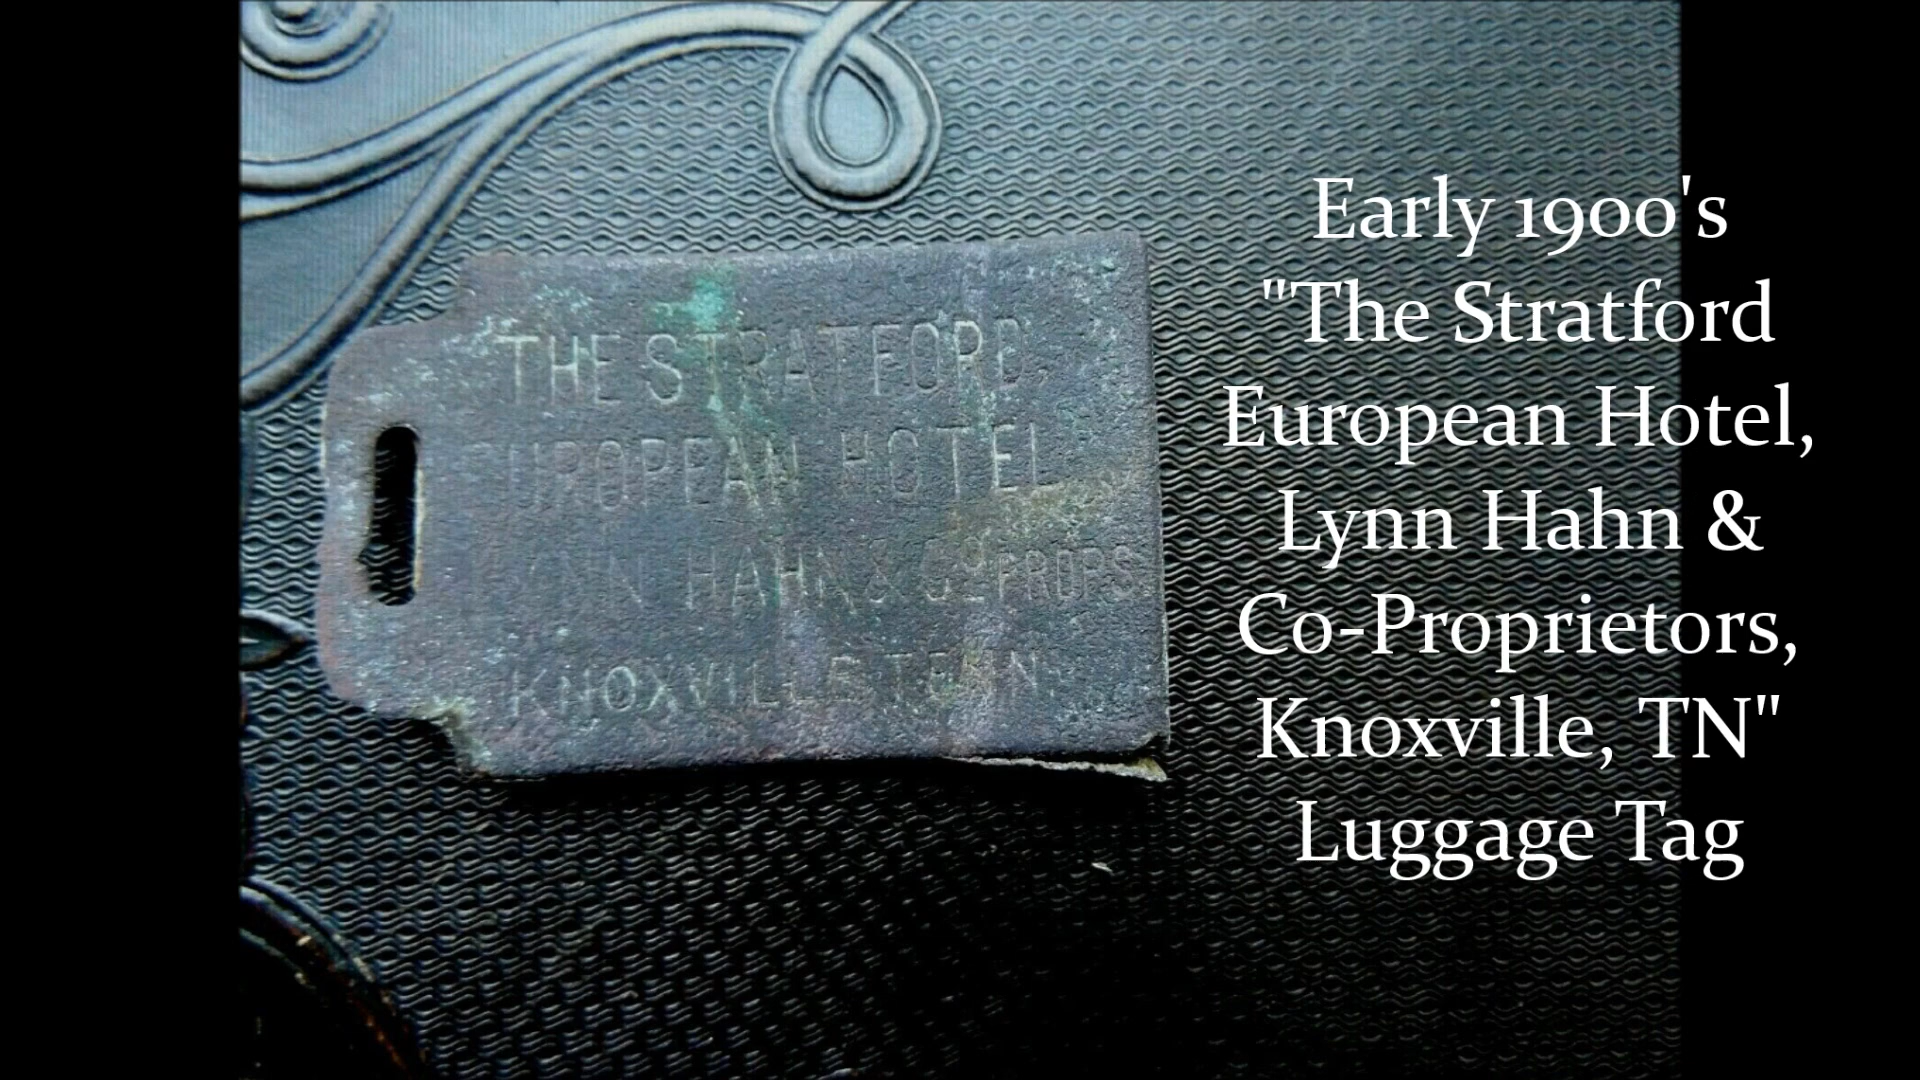 THE STRATFORD.
EUROPEAN HOTEL
LYNN HAHN & CO PROPS.
KNOXVILLE. TENN.
Early 1900's
"The Stratford
European Hotel,
Lynn Hahn &
Co-Proprietors,
Knoxville, TN"
Luggage Tag